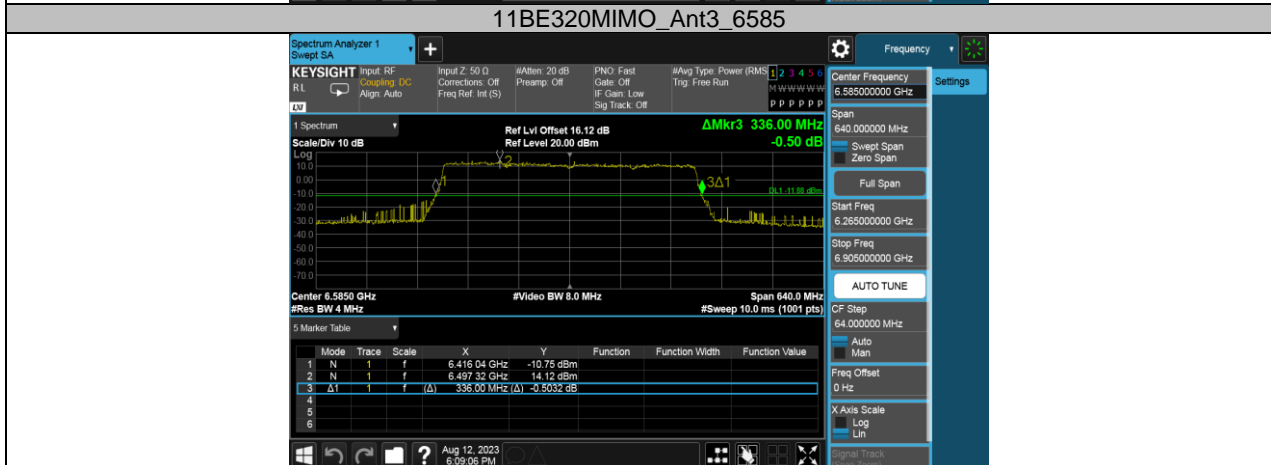 11BE320MIMO_Ant3_6585
Spectrum Analyzer 1
Swept SA
Frequency
KEYSIGHT
RL
LXI
Input: RF
Coupling: DC
Align: Auto
Input Z: 50 Ω
Corrections: Off
Freq Ref: Int (S)
#Atten: 20 dB
Preamp: Off
PNO: Fast
Gate: Off
IF Gain: Low
Sig Track: Off
#Avg Type: Power (RMS
Trig: Free Run
1 2 3 4 5 6
M W W W W W
P P P P P P
Center Frequency
6.585000000 GHz
Settings
1 Spectrum
Scale/Div 10 dB
Log
Ref Lvl Offset 16.12 dB
Ref Level 20.00 dBm
ΔMkr3 336.00 MHz
-0.50 dB
10.0
0.00
-10.0
-20.0
-30.0
-40.0
-50.0
-60.0
-70.0
1
2
3Δ1
DL1 -11.88 dBm
Center 6.5850 GHz
#Res BW 4 MHz
#Video BW 8.0 MHz
Span 640.0 MHz
#Sweep 10.0 ms (1001 pts)
Span
640.000000 MHz
Swept Span
Zero Span
Full Span
Start Freq
6.265000000 GHz
Stop Freq
6.905000000 GHz
AUTO TUNE
CF Step
64.000000 MHz
Auto
Man
Freq Offset
0 Hz
X Axis Scale
Log
Lin
Signal Track
5 Marker Table
Mode Trace Scale X Y Function Function Width Function Value
1 N 1 f 6.416 04 GHz -10.75 dBm
2 N 1 f 6.497 32 GHz 14.12 dBm
3 Δ1 1 f (Δ) 336.00 MHz (Δ) -0.5032 dB
4
5
6
?
Aug 12, 2023
6:09:06 PM